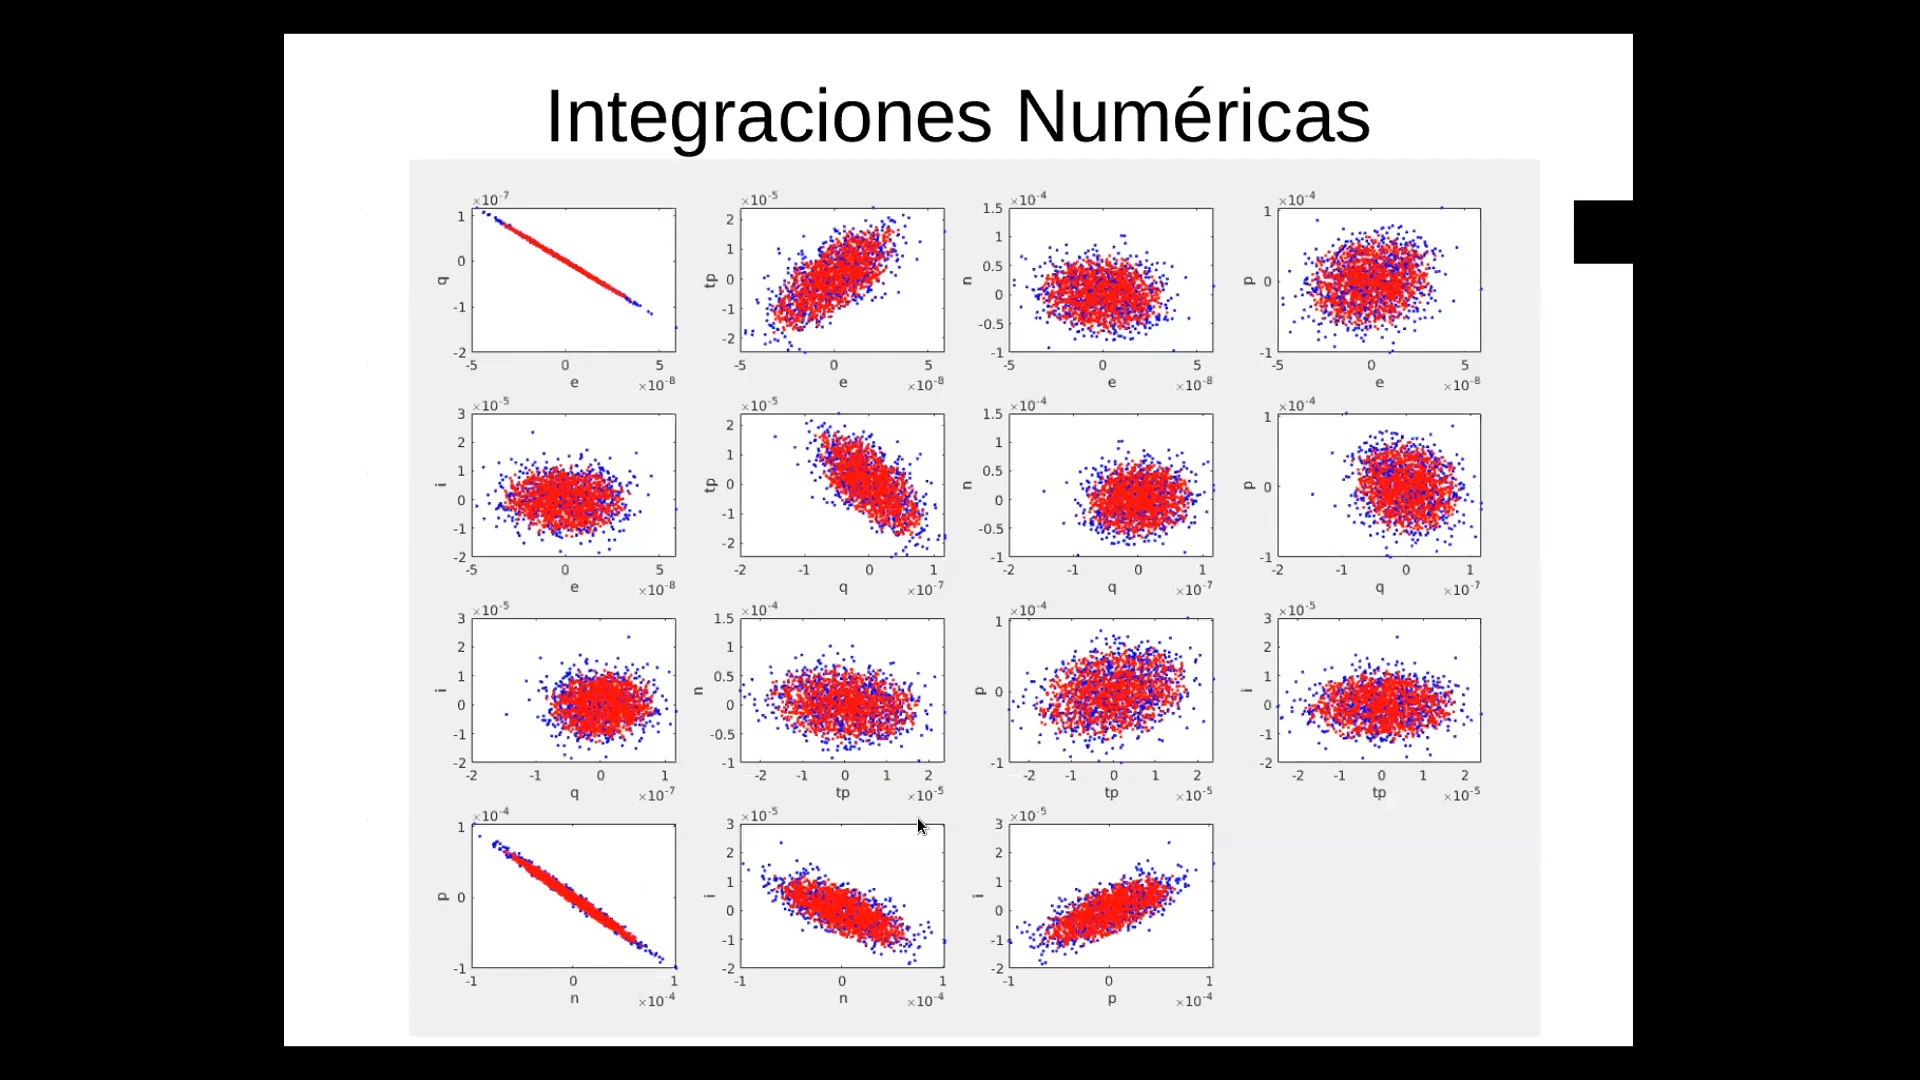 Integraciones Numéricas
×10⁻⁷ ×10⁻⁵ ×10⁻⁴ ×10⁻⁴
1 0 -1 -2 q -5 0 5 e ×10⁻⁸
2 1 0 -1 -2 tp -5 0 5 e ×10⁻⁸
1.5 1 0.5 0 -0.5 -1 n -5 0 5 e ×10⁻⁸
1 0 -1 p -5 0 5 e ×10⁻⁸
×10⁻⁵ ×10⁻⁵ ×10⁻⁴ ×10⁻⁴
3 2 1 0 -1 -2 i -5 0 5 e ×10⁻⁸
2 1 0 -1 -2 tp -2 -1 0 1 q ×10⁻⁷
1.5 1 0.5 0 -0.5 -1 n -2 -1 0 1 q ×10⁻⁷
1 0 -1 p -2 -1 0 1 q ×10⁻⁷
×10⁻⁵ ×10⁻⁴ ×10⁻⁴ ×10⁻⁵
3 2 1 0 -1 -2 i -2 -1 0 1 q ×10⁻⁷
1.5 1 0.5 0 -0.5 -1 n -2 -1 0 1 2 tp ×10⁻⁵
1 0 -1 p -2 -1 0 1 2 tp ×10⁻⁵
3 2 1 0 -1 -2 i -2 -1 0 1 2 tp ×10⁻⁵
×10⁻⁴ ×10⁻⁵ ×10⁻⁵
1 0 -1 p -1 0 1 n ×10⁻⁴
3 2 1 0 -1 -2 i -1 0 1 n ×10⁻⁴
3 2 1 0 -1 -2 i -1 0 1 p ×10⁻⁴